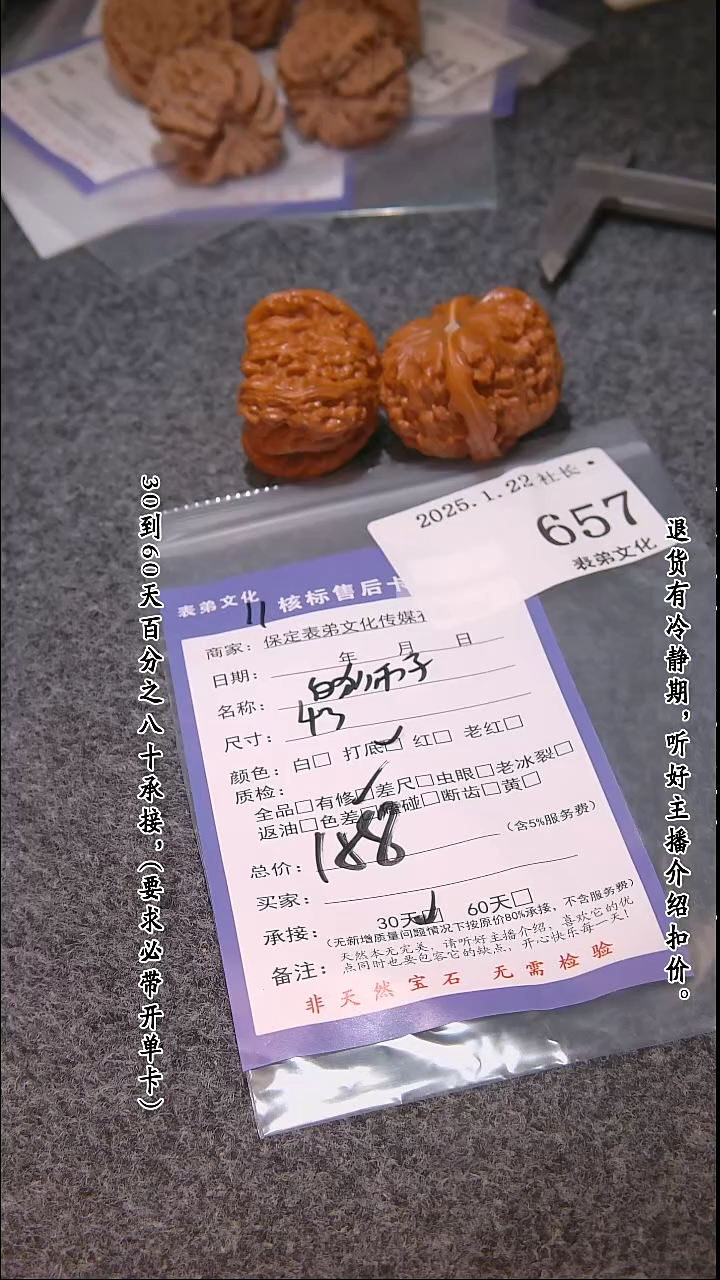 2025.1.22社长
657
表弟文化
表弟文化 核标售后卡
商家：保定表弟文化传媒
日期： 年 月 日
名称：狮子
尺寸：43
颜色：白□ 打底□ 红□ 老红□
质检：
全品□有修□差尺□虫眼□老冰裂□
返油□色差□磕碰□断齿□黄□
总价：188 （含5%服务费）
买家：
承接：30天□ 60天□
（无新增质量问题情况下按原价80%承接，不含服务费）
备注：天然本无完美，请听好主播介绍，喜欢它的优
点同时也要包容它的缺点，开心快乐每一天！
非天然宝石 无需检验
30到60天百分之八十承接，（要求必带开单卡）
退货有冷静期，听好主播介绍扣价。